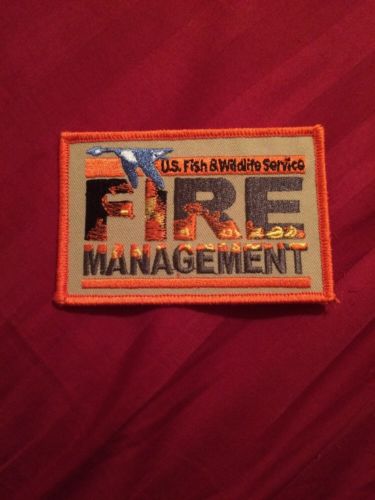 U.S. Fish & Wildlife Service
FIRE
MANAGEMENT